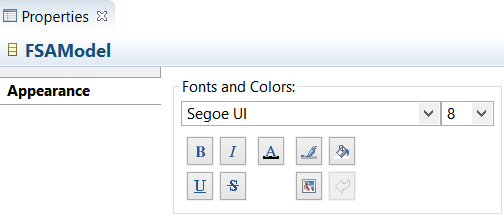 Properties
FSAModel
Appearance
Fonts and Colors:
Segoe UI 8
B I A
U S